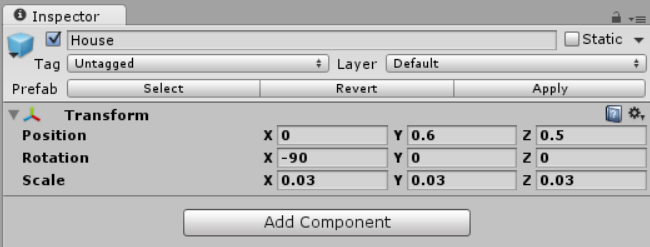 Inspector
House Static
Tag Untagged Layer Default
Prefab Select Revert Apply
Transform
Position X 0 Y 0.6 Z 0.5
Rotation X -90 Y 0 Z 0
Scale X 0.03 Y 0.03 Z 0.03
Add Component